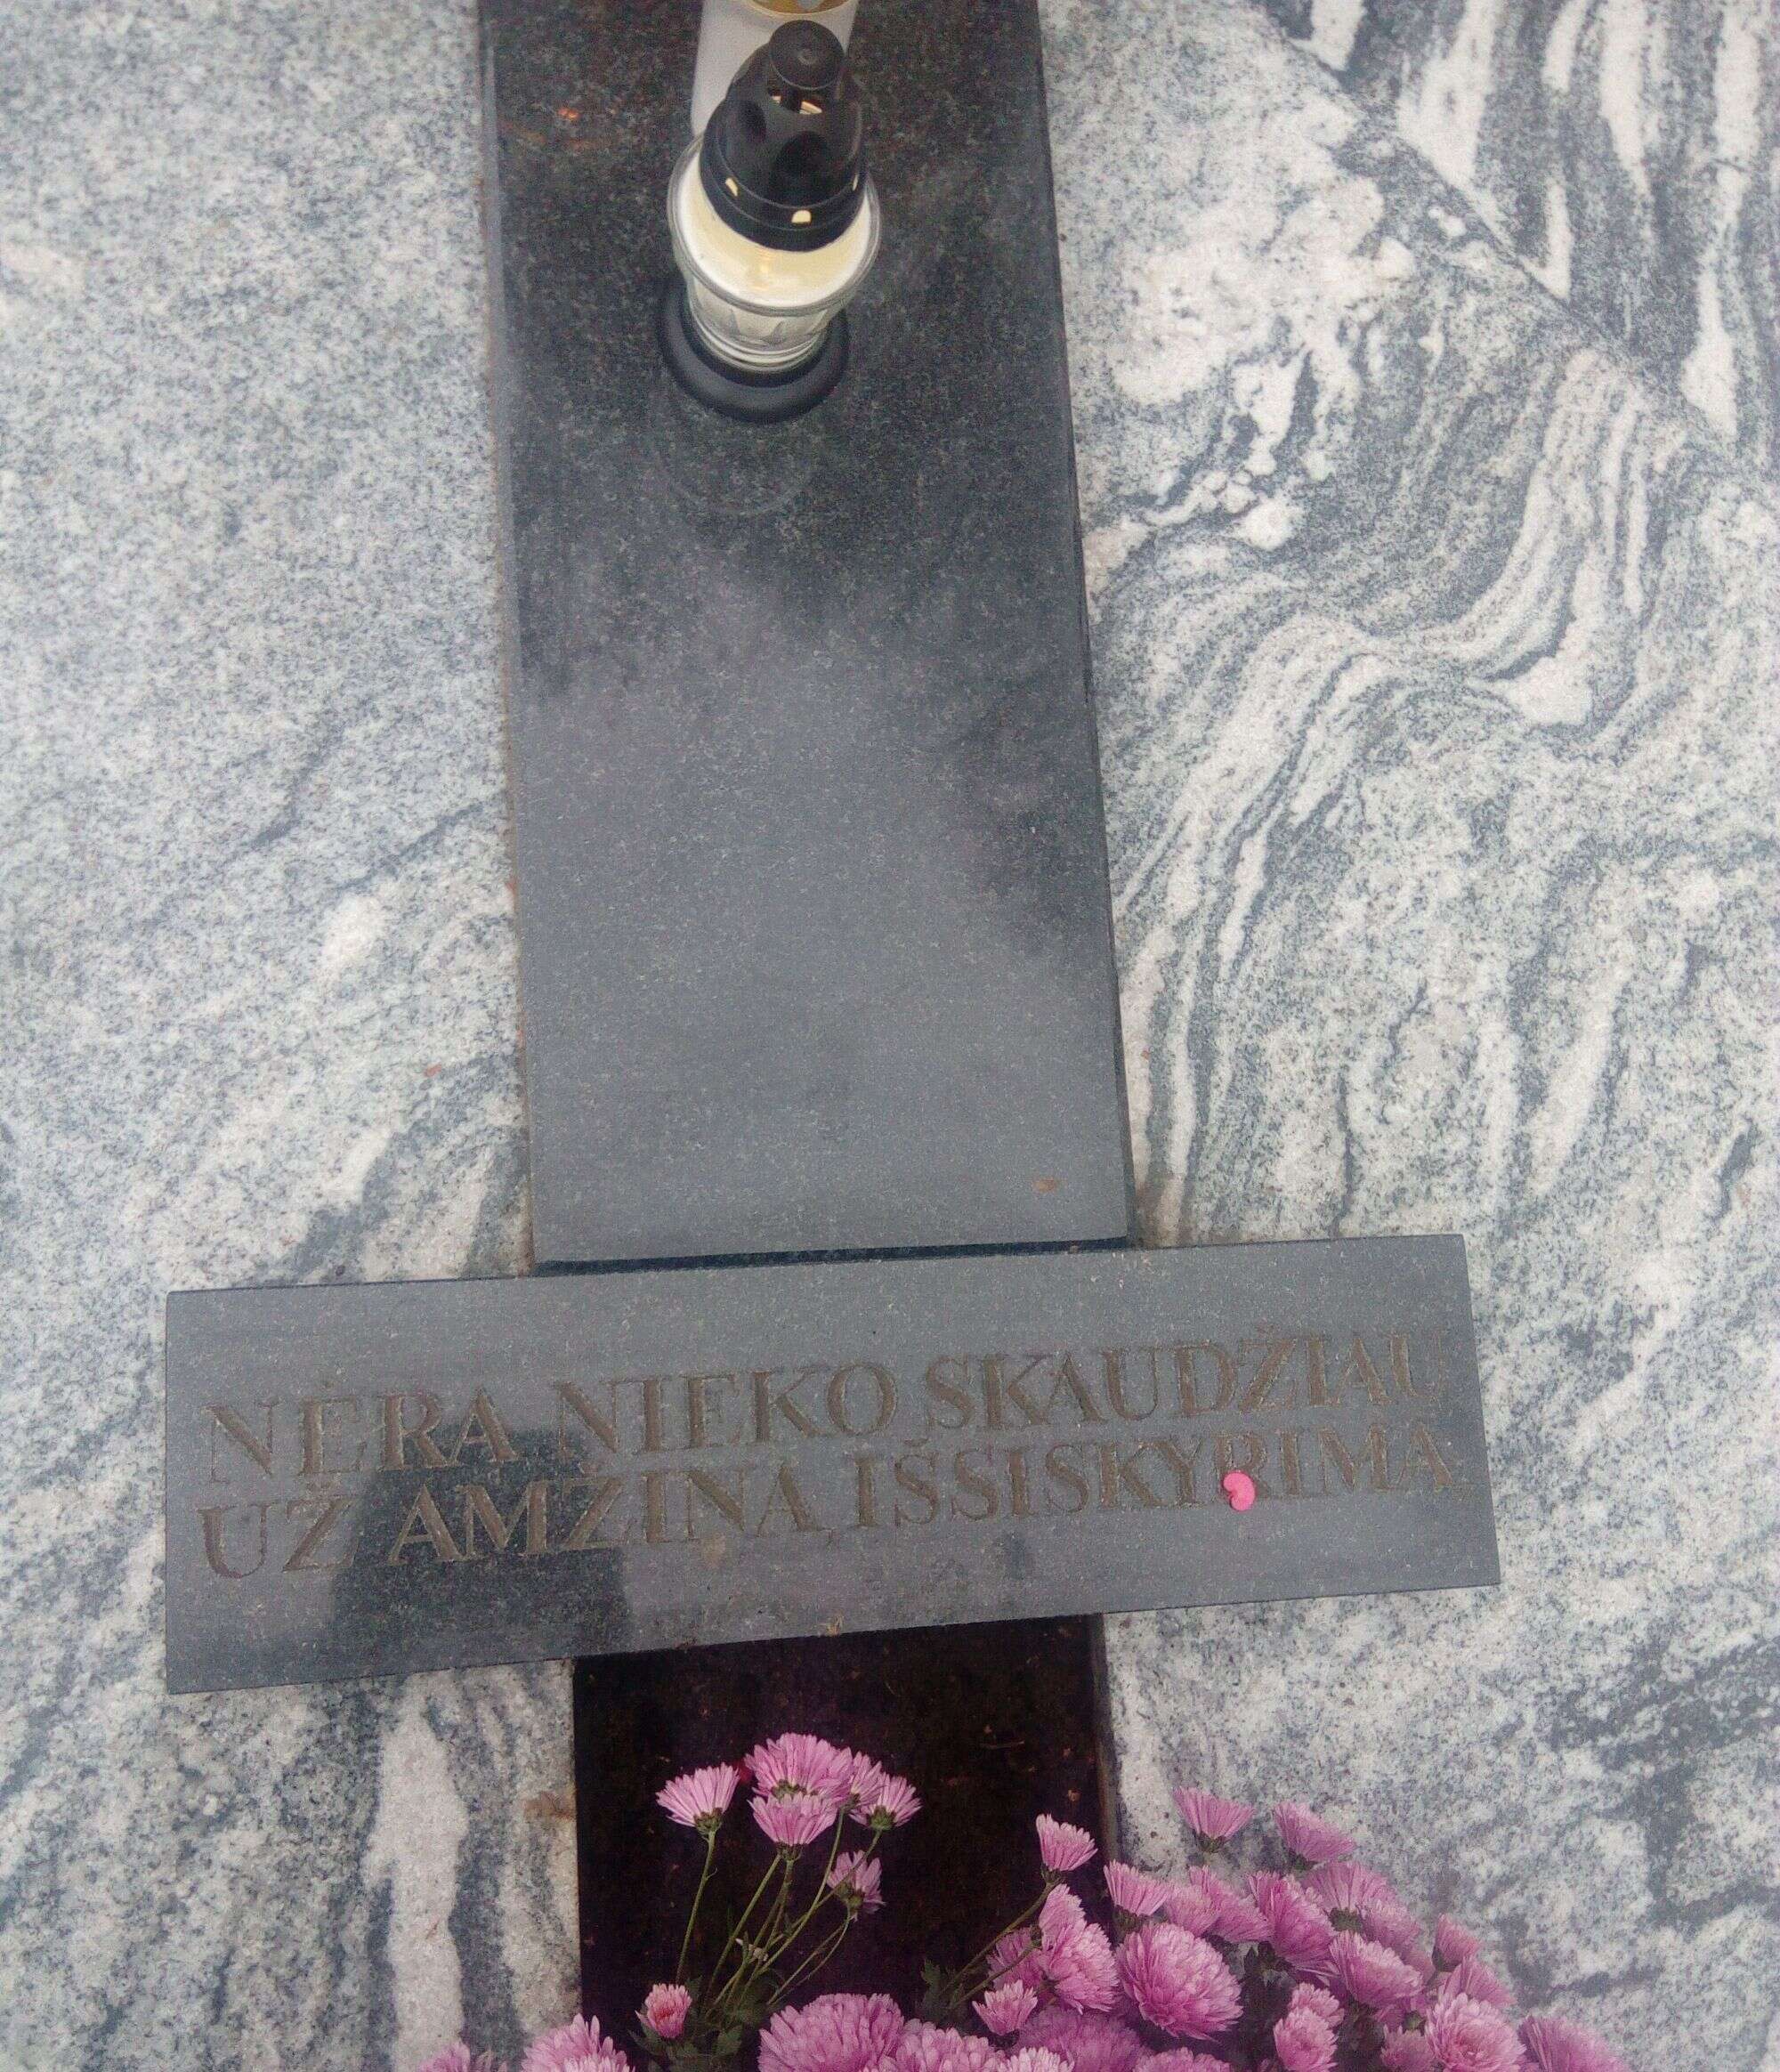 NĖRA NIEKO SKAUDŽIAU
UŽ AMŽINĄ IŠSISKYRIMĄ